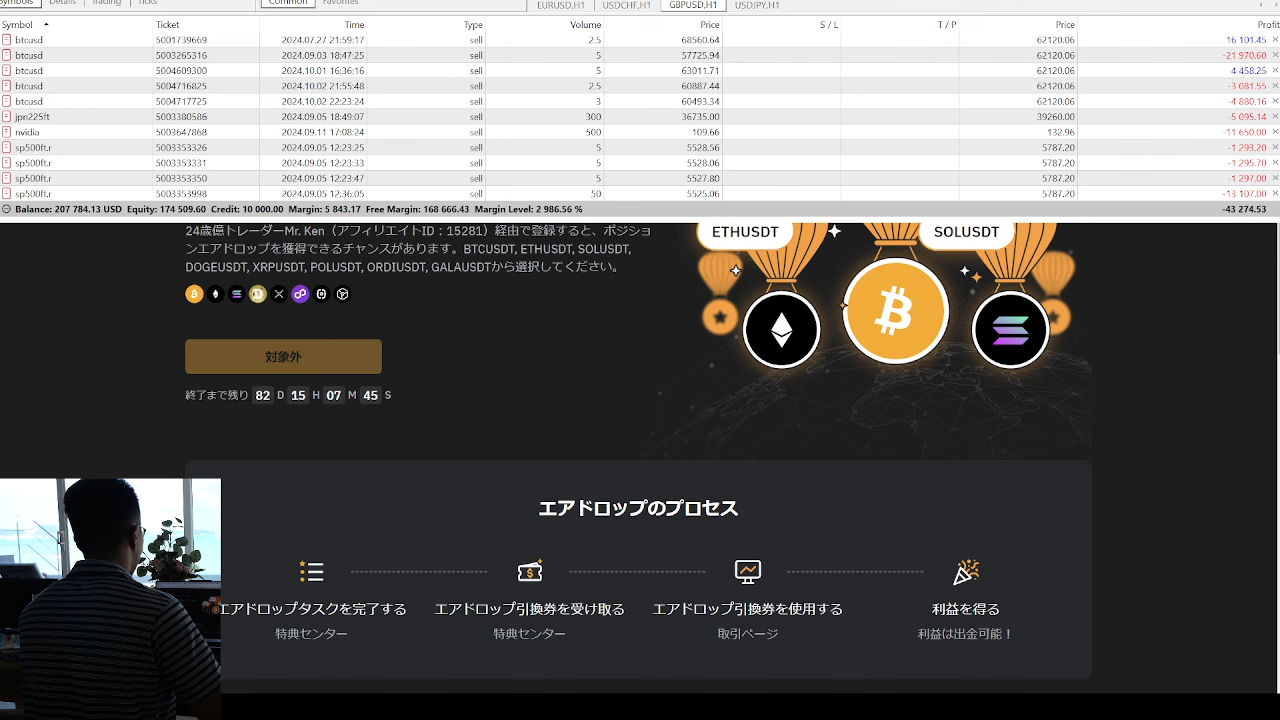 Symbols Details Trading Ticks Common Favorites EURUSD,H1 USDCHF,H1 GBPUSD,H1 USDJPY,H1
Symbol Ticket Time Type Volume Price S / L T / P Price Profit
btcusd 5001739669 2024.07.27 21:59:17 sell 2.5 68560.64 62120.06 16 101.45
btcusd 5003265316 2024.09.03 18:47:25 sell 5 57725.94 62120.06 -21 970.60
btcusd 5004609300 2024.10.01 16:36:16 sell 5 63011.71 62120.06 4 458.25
btcusd 5004716825 2024.10.02 21:55:48 sell 2.5 60887.44 62120.06 -3 081.55
btcusd 5004717725 2024.10.02 22:23:24 sell 3 60493.34 62120.06 -4 880.16
jpn225ft 5003380586 2024.09.05 18:49:07 sell 300 36735.00 39260.00 -5 095.14
nvidia 5003647868 2024.09.11 17:08:24 sell 500 109.66 132.96 -11 650.00
sp500ft.r 5003353326 2024.09.05 12:23:25 sell 5 5528.56 5787.20 -1 293.20
sp500ft.r 5003353331 2024.09.05 12:23:33 sell 5 5528.06 5787.20 -1 295.70
sp500ft.r 5003353350 2024.09.05 12:23:47 sell 5 5527.80 5787.20 -1 297.00
sp500ft.r 5003353998 2024.09.05 12:36:05 sell 50 5525.06 5787.20 -13 107.00
Balance: 207 784.13 USD Equity: 174 509.60 Credit: 10 000.00 Margin: 5 843.17 Free Margin: 168 666.43 Margin Level: 2 986.56 % -43 274.53
24歳億トレーダーMr. Ken（アフィリエイトID：15281）経由で登録すると、ポジショ
ンエアドロップを獲得できるチャンスがあります。BTCUSDT, ETHUSDT, SOLUSDT,
DOGEUSDT, XRPUSDT, POLUSDT, ORDIUSDT, GALAUSDTから選択してください。
ETHUSDT SOLUSDT
対象外
終了まで残り 82 D 15 H 07 M 45 S
エアドロップのプロセス
エアドロップタスクを完了する エアドロップ引換券を受け取る エアドロップ引換券を使用する 利益を得る
特典センター 特典センター 取引ページ 利益は出金可能！